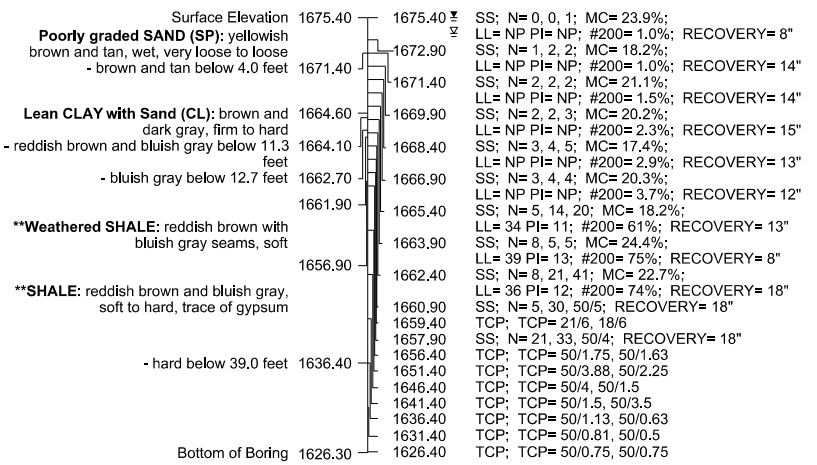 Surface Elevation 1675.40
Poorly graded SAND (SP): yellowish
brown and tan, wet, very loose to loose
- brown and tan below 4.0 feet 1671.40
Lean CLAY with Sand (CL): brown and 1664.60
dark gray, firm to hard
- reddish brown and bluish gray below 11.3 1664.10
feet
- bluish gray below 12.7 feet 1662.70
1661.90
**Weathered SHALE: reddish brown with
bluish gray seams, soft
1656.90
**SHALE: reddish brown and bluish gray,
soft to hard, trace of gypsum
- hard below 39.0 feet 1636.40
Bottom of Boring 1626.30
1675.40 SS; N= 0, 0, 1; MC= 23.9%;
LL= NP PI= NP; #200= 1.0%; RECOVERY= 8"
1672.90 SS; N= 1, 2, 2; MC= 18.2%;
LL= NP PI= NP; #200= 1.0%; RECOVERY= 14"
1671.40 SS; N= 2, 2, 2; MC= 21.1%;
LL= NP PI= NP; #200= 1.5%; RECOVERY= 14"
1669.90 SS; N= 2, 2, 3; MC= 20.2%;
LL= NP PI= NP; #200= 2.3%; RECOVERY= 15"
1668.40 SS; N= 3, 4, 5; MC= 17.4%;
LL= NP PI= NP; #200= 2.9%; RECOVERY= 13"
1666.90 SS; N= 3, 4, 4; MC= 20.3%;
LL= NP PI= NP; #200= 3.7%; RECOVERY= 12"
1665.40 SS; N= 5, 14, 20; MC= 18.2%;
LL= 34 PI= 11; #200= 61%; RECOVERY= 13"
1663.90 SS; N= 8, 5, 5; MC= 24.4%;
LL= 39 PI= 13; #200= 75%; RECOVERY= 8"
1662.40 SS; N= 8, 21, 41; MC= 22.7%;
LL= 36 PI= 12; #200= 74%; RECOVERY= 18"
1660.90 SS; N= 5, 30, 50/5; RECOVERY= 18"
1659.40 TCP; TCP= 21/6, 18/6
1657.90 SS; N= 21, 33, 50/4; RECOVERY= 18"
1656.40 TCP; TCP= 50/1.75, 50/1.63
1651.40 TCP; TCP= 50/3.88, 50/2.25
1646.40 TCP; TCP= 50/4, 50/1.5
1641.40 TCP; TCP= 50/1.5, 50/3.5
1636.40 TCP; TCP= 50/1.13, 50/0.63
1631.40 TCP; TCP= 50/0.81, 50/0.5
1626.40 TCP; TCP= 50/0.75, 50/0.75